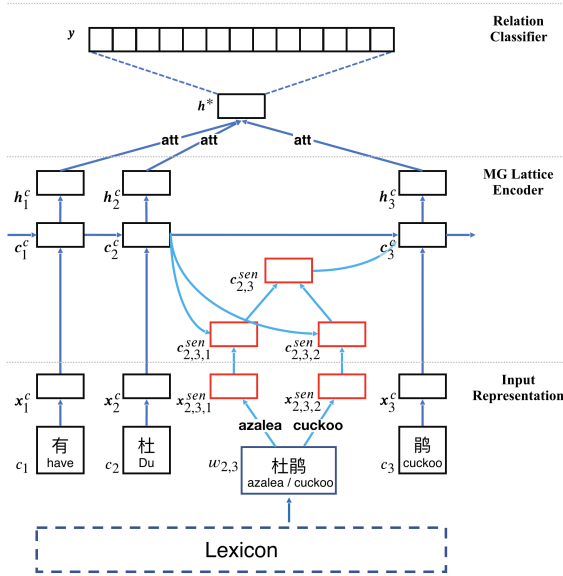 y
Relation
Classifier
h*
att att att
MG Lattice
Encoder
h_1^c h_2^c h_3^c
c_1^c c_2^c c_3^c
c_{2,3}^{sen}
c_{2,3,1}^{sen} c_{2,3,2}^{sen}
Input
Representation
x_1^c x_2^c x_{2,3,1}^{sen} x_{2,3,2}^{sen} x_3^c
azalea cuckoo
c_1 有 c_2 杜 w_{2,3} 杜鹃 c_3 鹃
have Du azalea / cuckoo cuckoo
Lexicon